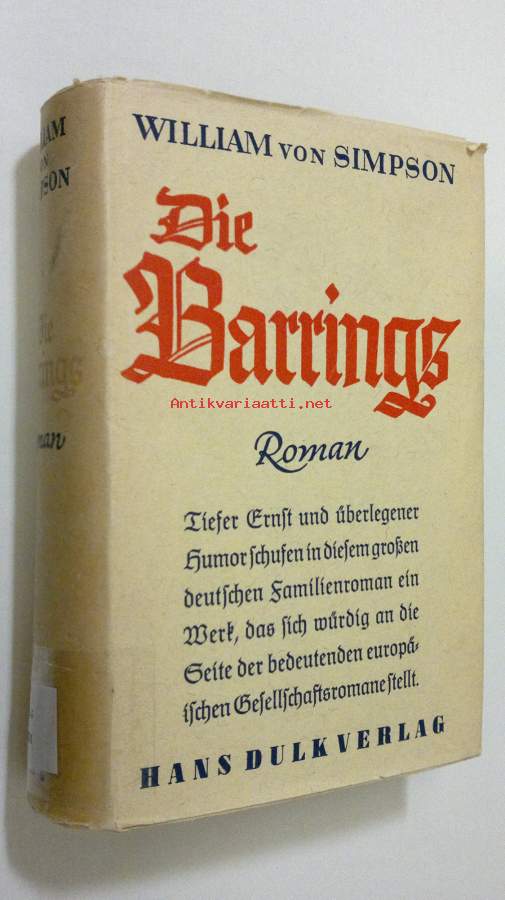 WILLIAM VON SIMPSON
Die
Barrings
Antikvariaatti.net
Roman
Tiefer Ernſt und überlegener
Humor ſchufen in dieſem großen
deutſchen Familienroman ein
Werk, das ſich würdig an die
Seite der bedeutenden europä-
iſchen Geſellſchaftsromane ſtellt.
HANS DULK VERLAG